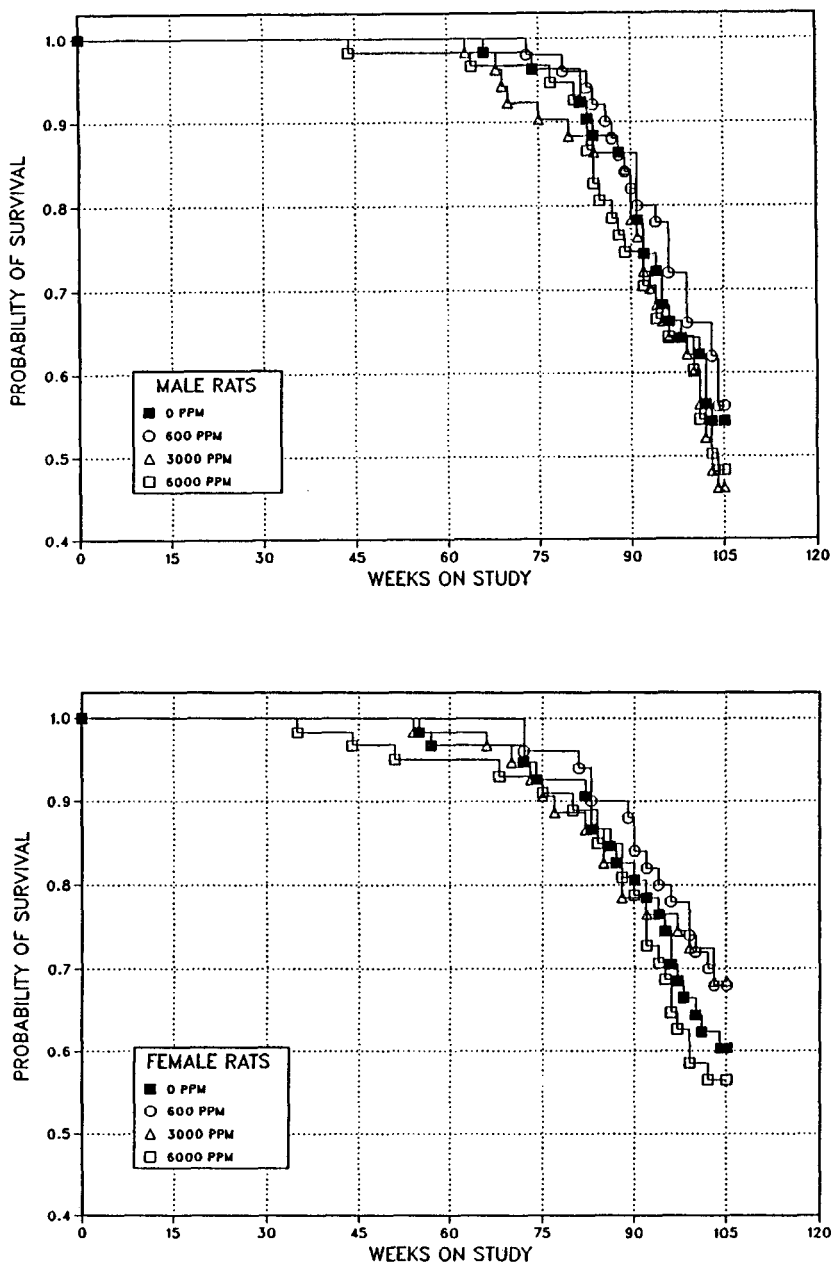 PROBABILITY OF SURVIVAL
1.0
0.9
0.8
0.7
0.6
0.5
0.4
MALE RATS
0 PPM
600 PPM
3000 PPM
6000 PPM
0 15 30 45 60 75 90 105 120
WEEKS ON STUDY
PROBABILITY OF SURVIVAL
1.0
0.9
0.8
0.7
0.6
0.5
0.4
FEMALE RATS
0 PPM
600 PPM
3000 PPM
6000 PPM
0 15 30 45 60 75 90 105 120
WEEKS ON STUDY